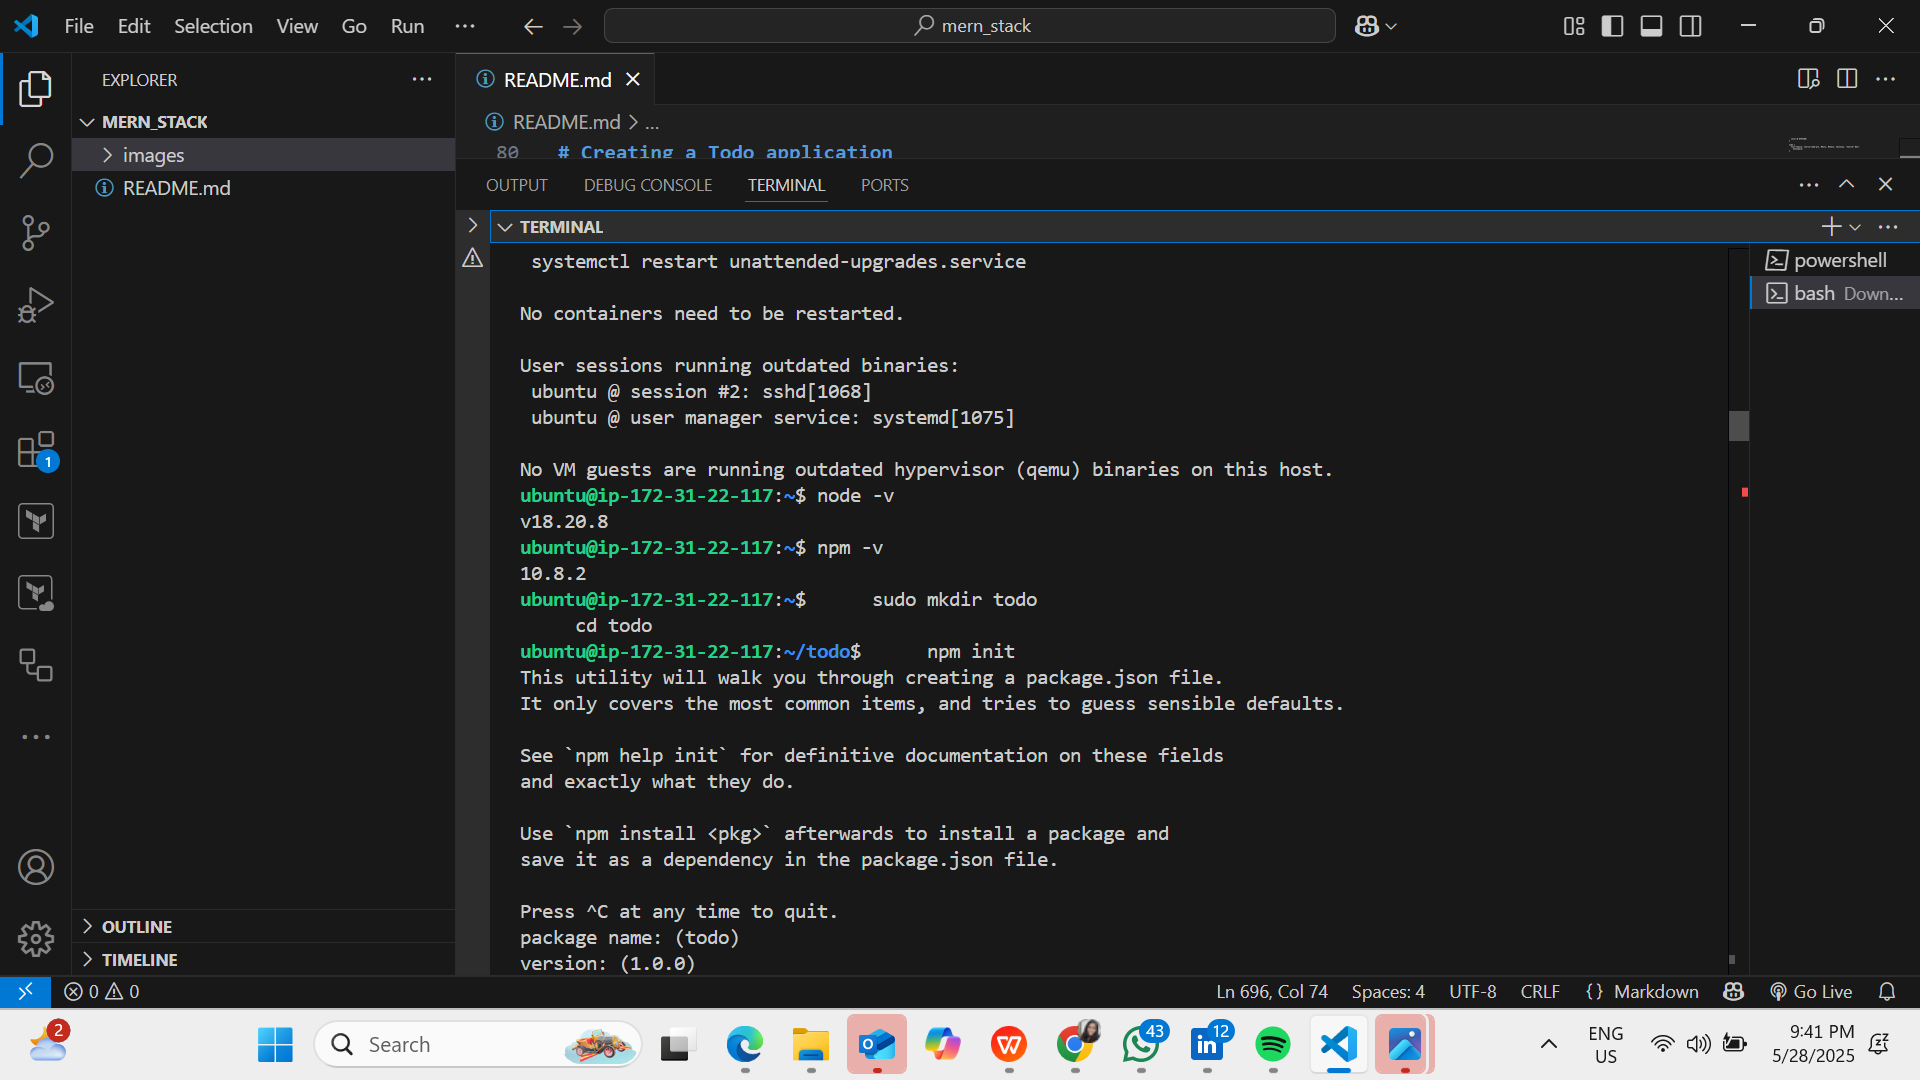 File Edit Selection View Go Run ···
mern_stack
EXPLORER ···
MERN_STACK
images
README.md
1
OUTLINE
TIMELINE
README.md
README.md > ...
80 # Creating a Todo application
OUTPUT DEBUG CONSOLE TERMINAL PORTS
TERMINAL
systemctl restart unattended-upgrades.service
No containers need to be restarted.
User sessions running outdated binaries:
ubuntu @ session #2: sshd[1068]
ubuntu @ user manager service: systemd[1075]
No VM guests are running outdated hypervisor (qemu) binaries on this host.
ubuntu@ip-172-31-22-117:~$ node -v
v18.20.8
ubuntu@ip-172-31-22-117:~$ npm -v
10.8.2
ubuntu@ip-172-31-22-117:~$      sudo mkdir todo
     cd todo
ubuntu@ip-172-31-22-117:~/todo$      npm init
This utility will walk you through creating a package.json file.
It only covers the most common items, and tries to guess sensible defaults.
See `npm help init` for definitive documentation on these fields
and exactly what they do.
Use `npm install <pkg>` afterwards to install a package and
save it as a dependency in the package.json file.
Press ^C at any time to quit.
package name: (todo)
version: (1.0.0)
powershell
bash Down...
0 0
Ln 696, Col 74 Spaces: 4 UTF-8 CRLF {} Markdown Go Live
2
Search
43
12
ENG
US
9:41 PM
5/28/2025